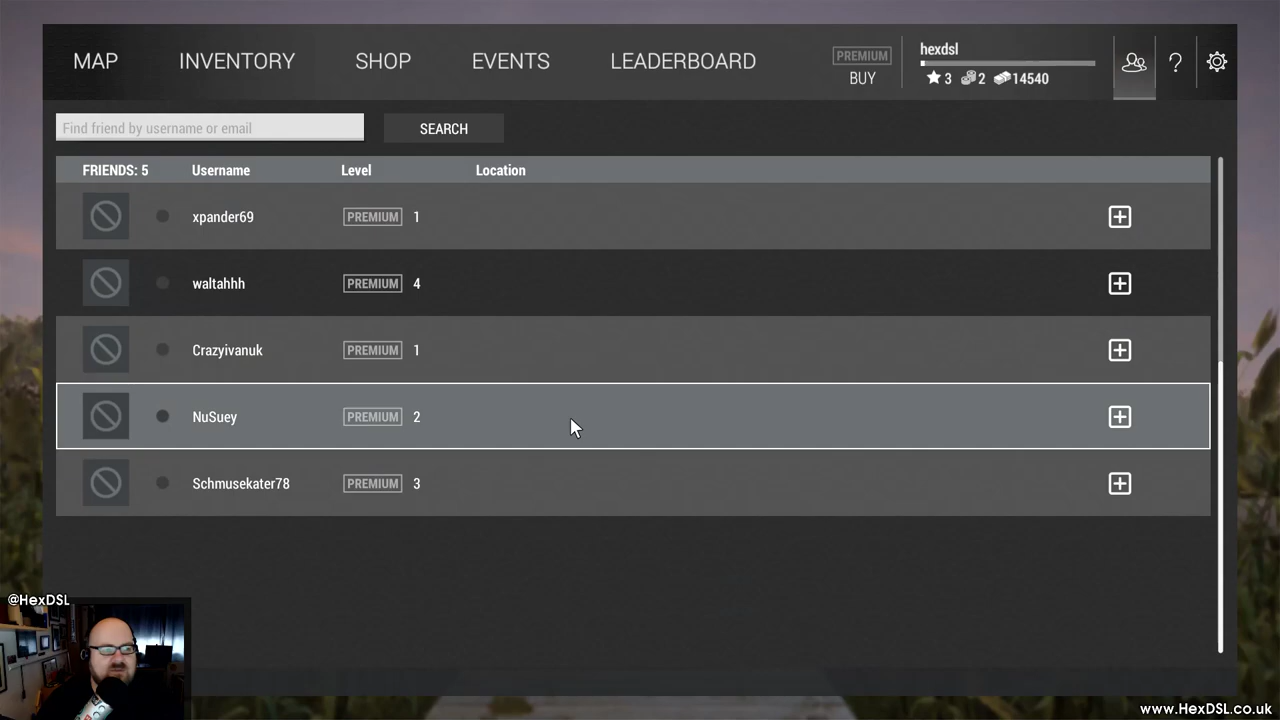 MAP INVENTORY SHOP EVENTS LEADERBOARD PREMIUM BUY hexdsl 3 2 14540 ?
Find friend by username or email SEARCH
FRIENDS: 5 Username Level Location
xpander69 PREMIUM 1
waltahhh PREMIUM 4
Crazyivanuk PREMIUM 1
NuSuey PREMIUM 2
Schmusekater78 PREMIUM 3
@HexDSL
www.HexDSL.co.uk